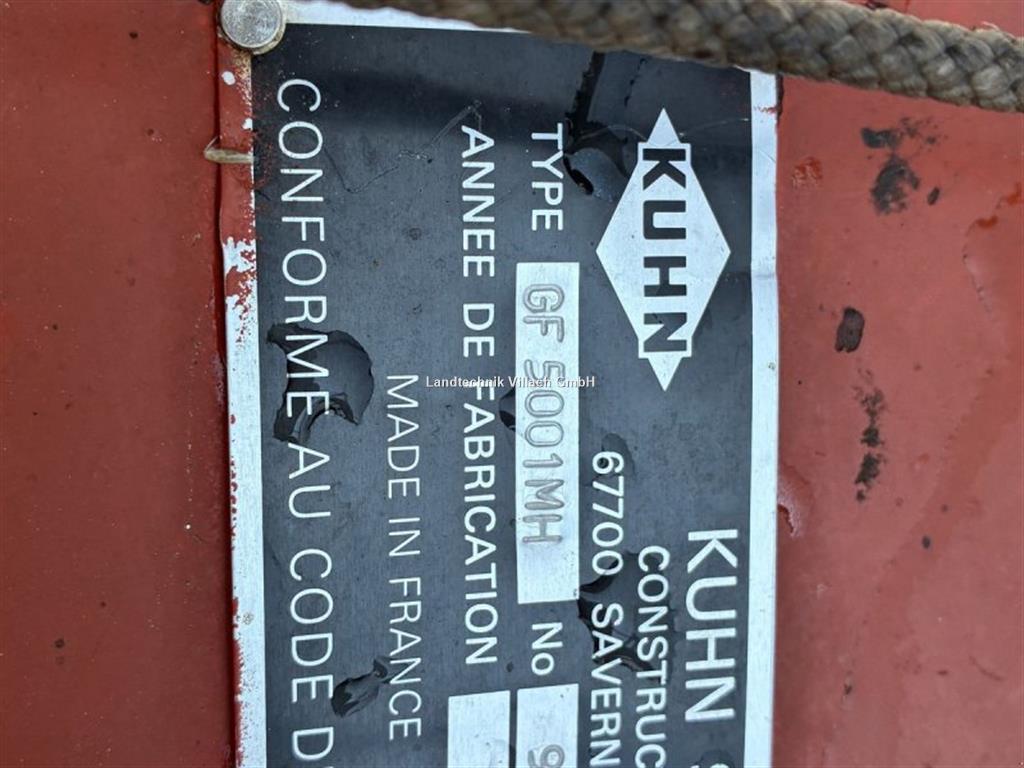 KUHN
KUHN
CONSTRUC
67700 SAVERN
TYPE GF 5001MH No 9
ANNEE DE FABRICATION
MADE IN FRANCE
CONFORME AU CODE D
Landtechnik Villach GmbH